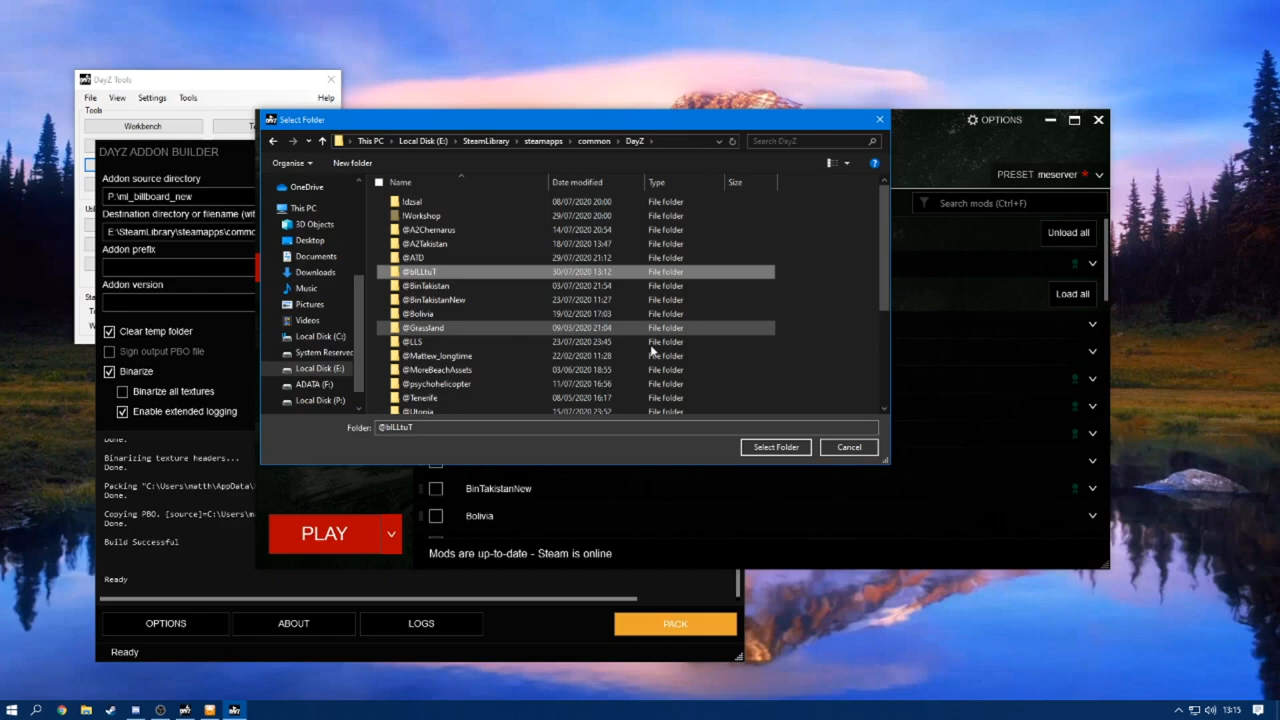 DayZ Tools
File View Settings Tools Help
Tools
Workbench
DAYZ ADDON BUILDER
Addon source directory
P:\ml_billboard_new
Destination directory or filename (wit
E:\SteamLibrary\steamapps\commo
Addon prefix
Addon version
Clear temp folder
Sign output PBO file
Binarize
Binarize all textures
Enable extended logging
Done.
Binarizing texture headers...
Done.
Packing "C:\Users\matth\AppData\
Done.
Copying PBO. [source]=C:\Users\m
Done.
Build Successful
Ready
OPTIONS ABOUT LOGS PACK
Ready
Select Folder
This PC Local Disk (E:) SteamLibrary steamapps common DayZ Search DayZ
Organise New folder
OneDrive
This PC
3D Objects
Desktop
Documents
Downloads
Music
Pictures
Videos
Local Disk (C:)
System Reserved
Local Disk (E:)
ADATA (F:)
Local Disk (P:)
Name Date modified Type Size
!dzsal 08/07/2020 20:00 File folder
!Workshop 29/07/2020 20:00 File folder
@A2Chernarus 14/07/2020 20:54 File folder
@A2Takistan 18/07/2020 13:47 File folder
@ATD 29/07/2020 21:12 File folder
@bILLtuT 30/07/2020 13:12 File folder
@BinTakistan 03/07/2020 21:54 File folder
@BinTakistanNew 23/07/2020 11:27 File folder
@Bolivia 19/02/2020 17:03 File folder
@Grassland 09/03/2020 21:04 File folder
@LLS 23/07/2020 23:45 File folder
@Mattew_longtime 22/02/2020 11:28 File folder
@MoreBeachAssets 03/06/2020 18:55 File folder
@psychohelicopter 11/07/2020 16:56 File folder
@Tenerife 08/05/2020 16:17 File folder
@Utopia 15/07/2020 23:52 File folder
Folder: @bILLtuT
Select Folder Cancel
OPTIONS
PRESET meserver *
Search mods (Ctrl+F)
Unload all
Load all
BinTakistanNew
Bolivia
PLAY
Mods are up-to-date - Steam is online
13:15